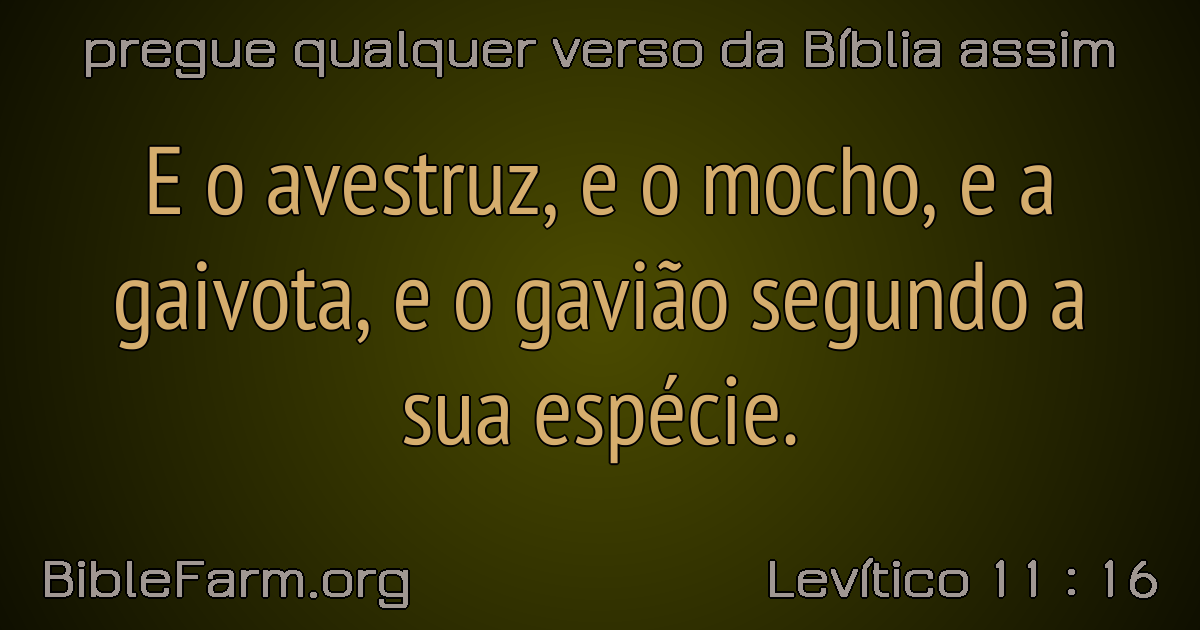 pregue qualquer verso da Bíblia assim
E o avestruz, e o mocho, e a
gaivota, e o gavião segundo a
sua espécie.
BibleFarm.org
Levítico 11 : 16